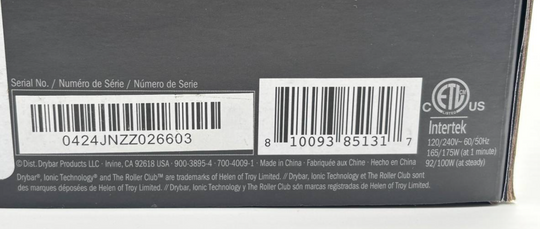 Serial No. / Numéro de Série / Número de Serie
0424JNZZ026603
8 10093 85131 7
C ETL US
Intertek
120/240V~ 60/50Hz
165/175W (at 1 minute)
92/100W (at steady)
© Dist. Drybar Products LLC · Irvine, CA 92618 USA · 900-3895-4 · 700-4009-1 · Made in China · Fabriquée aux Chine · Hecho en China
Drybar®, Ionic Technology® and The Roller Club™ are trademarks of Helen of Troy Limited. // Drybar, Ionic Technology et The Roller Club sont
des marques déposées de Helen of Troy Limited. // Drybar, Ionic Technology y The Roller Club são marcas registradas de Helen of Troy Limited.